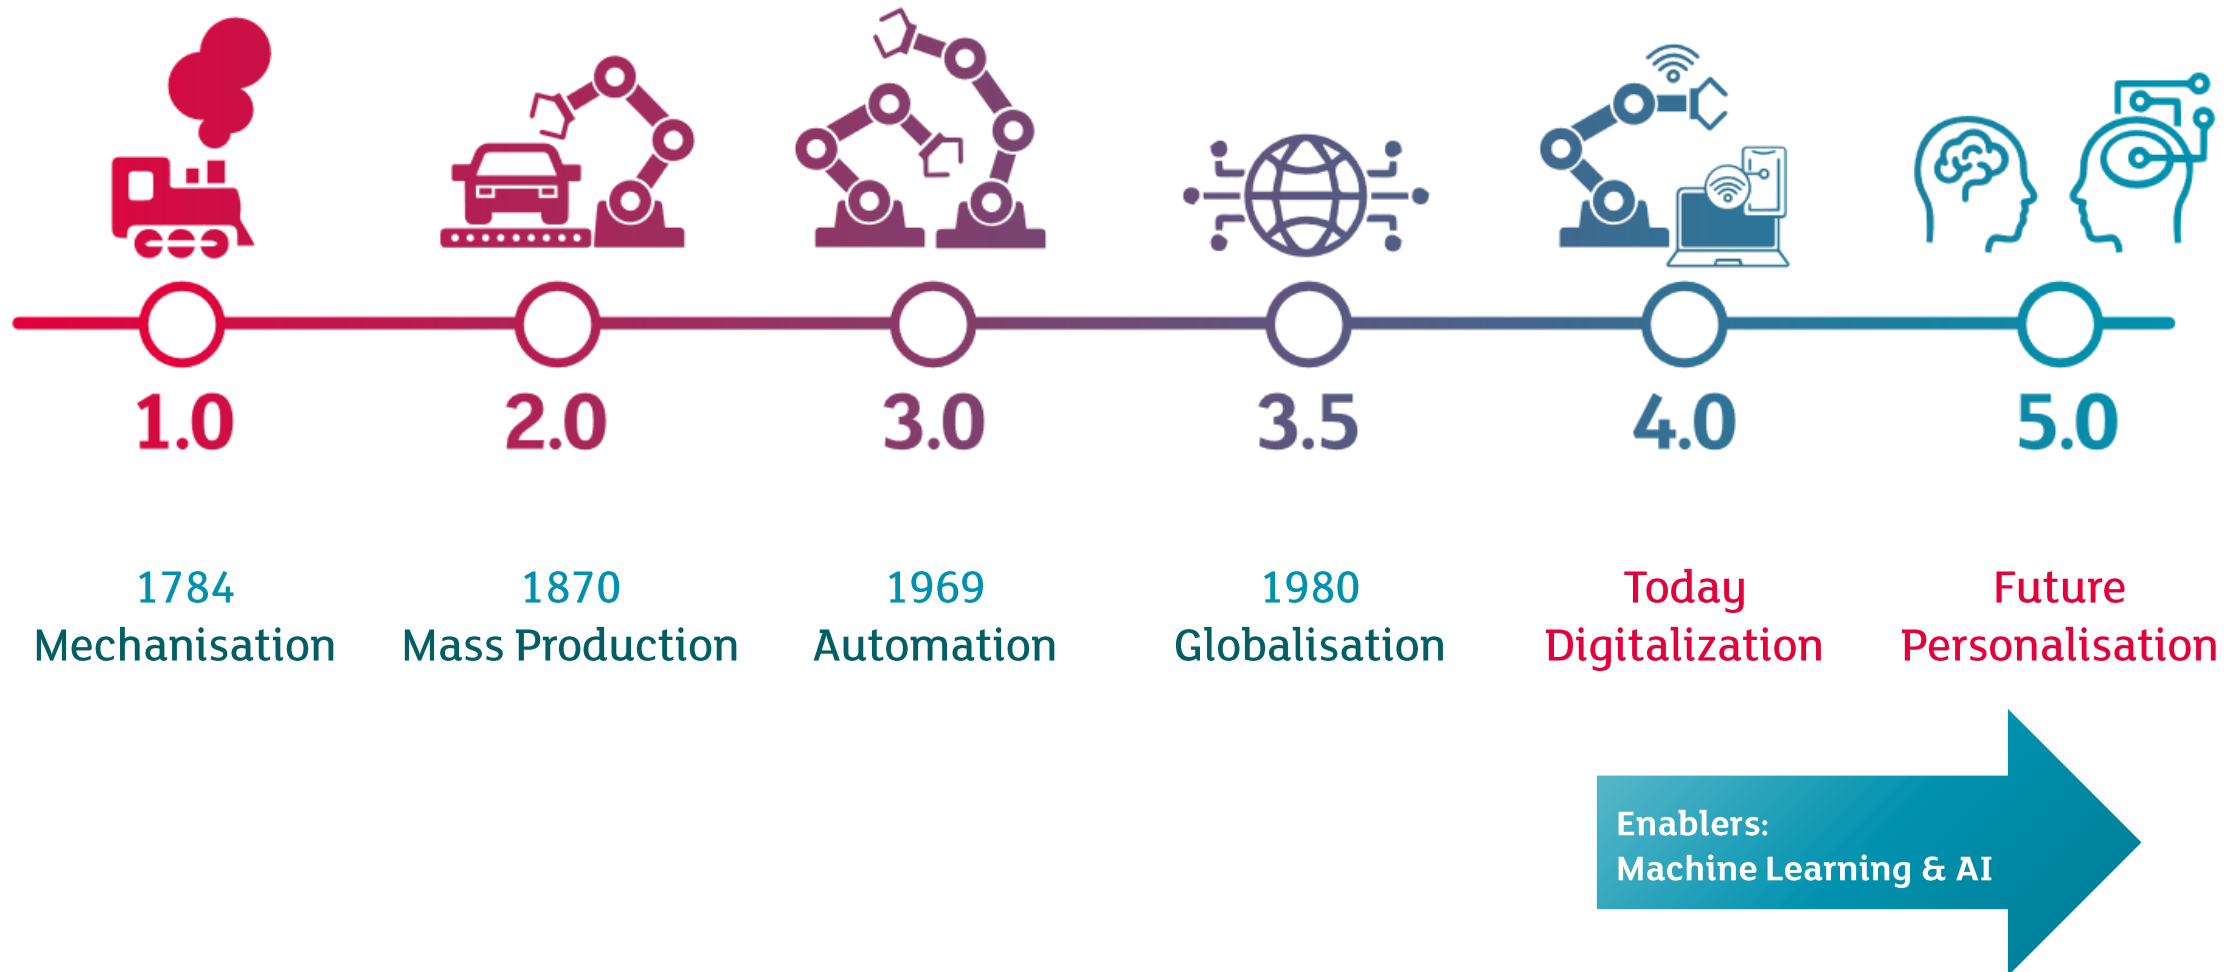 1.0
2.0
3.0
3.5
4.0
5.0
1784
Mechanisation
1870
Mass Production
1969
Automation
1980
Globalisation
Today
Digitalization
Future
Personalisation
Enablers:
Machine Learning & AI